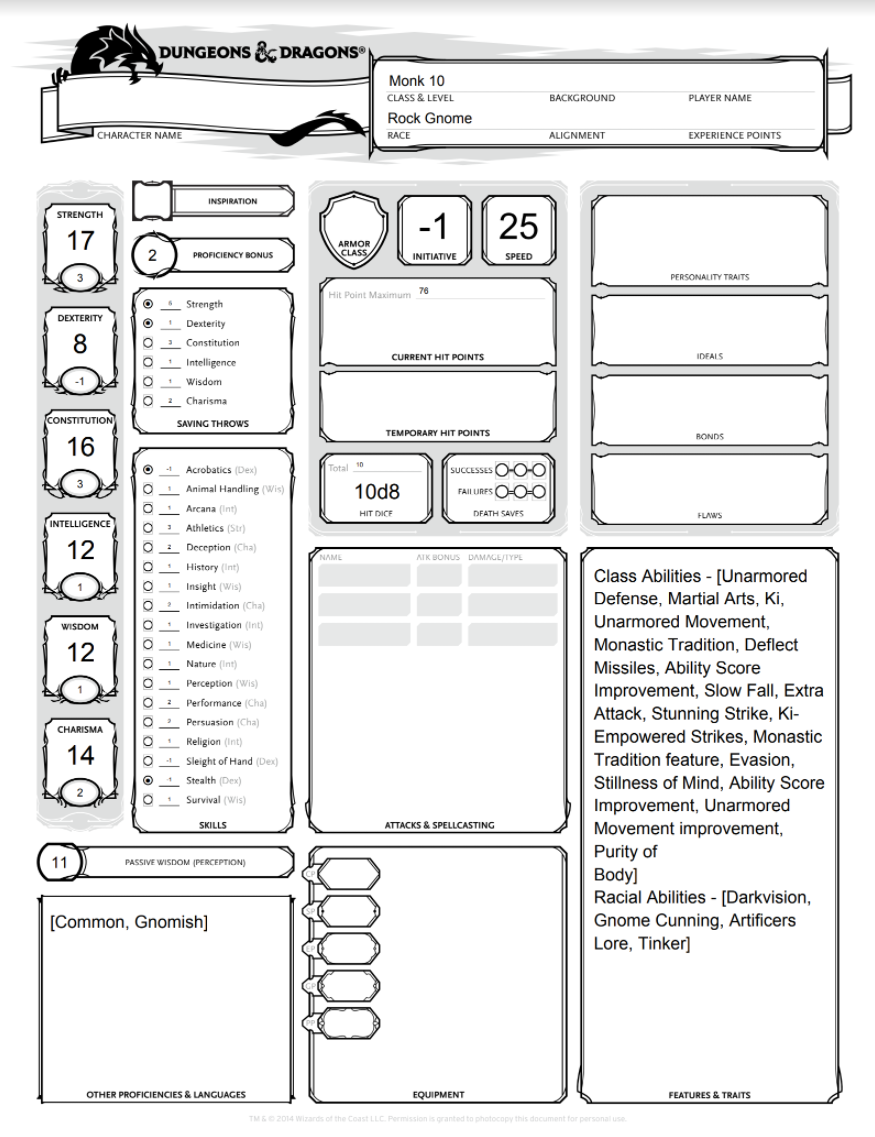 DUNGEONS & DRAGONS®
Monk 10
CLASS & LEVEL BACKGROUND PLAYER NAME
Rock Gnome
RACE ALIGNMENT EXPERIENCE POINTS
CHARACTER NAME
STRENGTH
17
3
DEXTERITY
8
-1
CONSTITUTION
16
3
INTELLIGENCE
12
1
WISDOM
12
1
CHARISMA
14
2
INSPIRATION
2 PROFICIENCY BONUS
Strength
1 Dexterity
3 Constitution
1 Intelligence
1 Wisdom
2 Charisma
SAVING THROWS
-1 Acrobatics (Dex)
1 Animal Handling (Wis)
1 Arcana (Int)
3 Athletics (Str)
2 Deception (Cha)
1 History (Int)
1 Insight (Wis)
2 Intimidation (Cha)
1 Investigation (Int)
1 Medicine (Wis)
1 Nature (Int)
1 Perception (Wis)
2 Performance (Cha)
2 Persuasion (Cha)
1 Religion (Int)
-1 Sleight of Hand (Dex)
-1 Stealth (Dex)
1 Survival (Wis)
SKILLS
11 PASSIVE WISDOM (PERCEPTION)
[Common, Gnomish]
OTHER PROFICIENCIES & LANGUAGES
ARMOR
CLASS
-1
INITIATIVE
25
SPEED
Hit Point Maximum 76
CURRENT HIT POINTS
TEMPORARY HIT POINTS
Total 10
10d8
HIT DICE
SUCCESSES
FAILURES
DEATH SAVES
NAME ATK BONUS DAMAGE/TYPE
ATTACKS & SPELLCASTING
CP
SP
EP
GP
PP
EQUIPMENT
PERSONALITY TRAITS
IDEALS
BONDS
FLAWS
Class Abilities - [Unarmored
Defense, Martial Arts, Ki,
Unarmored Movement,
Monastic Tradition, Deflect
Missiles, Ability Score
Improvement, Slow Fall, Extra
Attack, Stunning Strike, Ki-
Empowered Strikes, Monastic
Tradition feature, Evasion,
Stillness of Mind, Ability Score
Improvement, Unarmored
Movement improvement,
Purity of
Body]
Racial Abilities - [Darkvision,
Gnome Cunning, Artificers
Lore, Tinker]
FEATURES & TRAITS
TM & © 2014 Wizards of the Coast LLC. Permission is granted to photocopy this document for personal use.